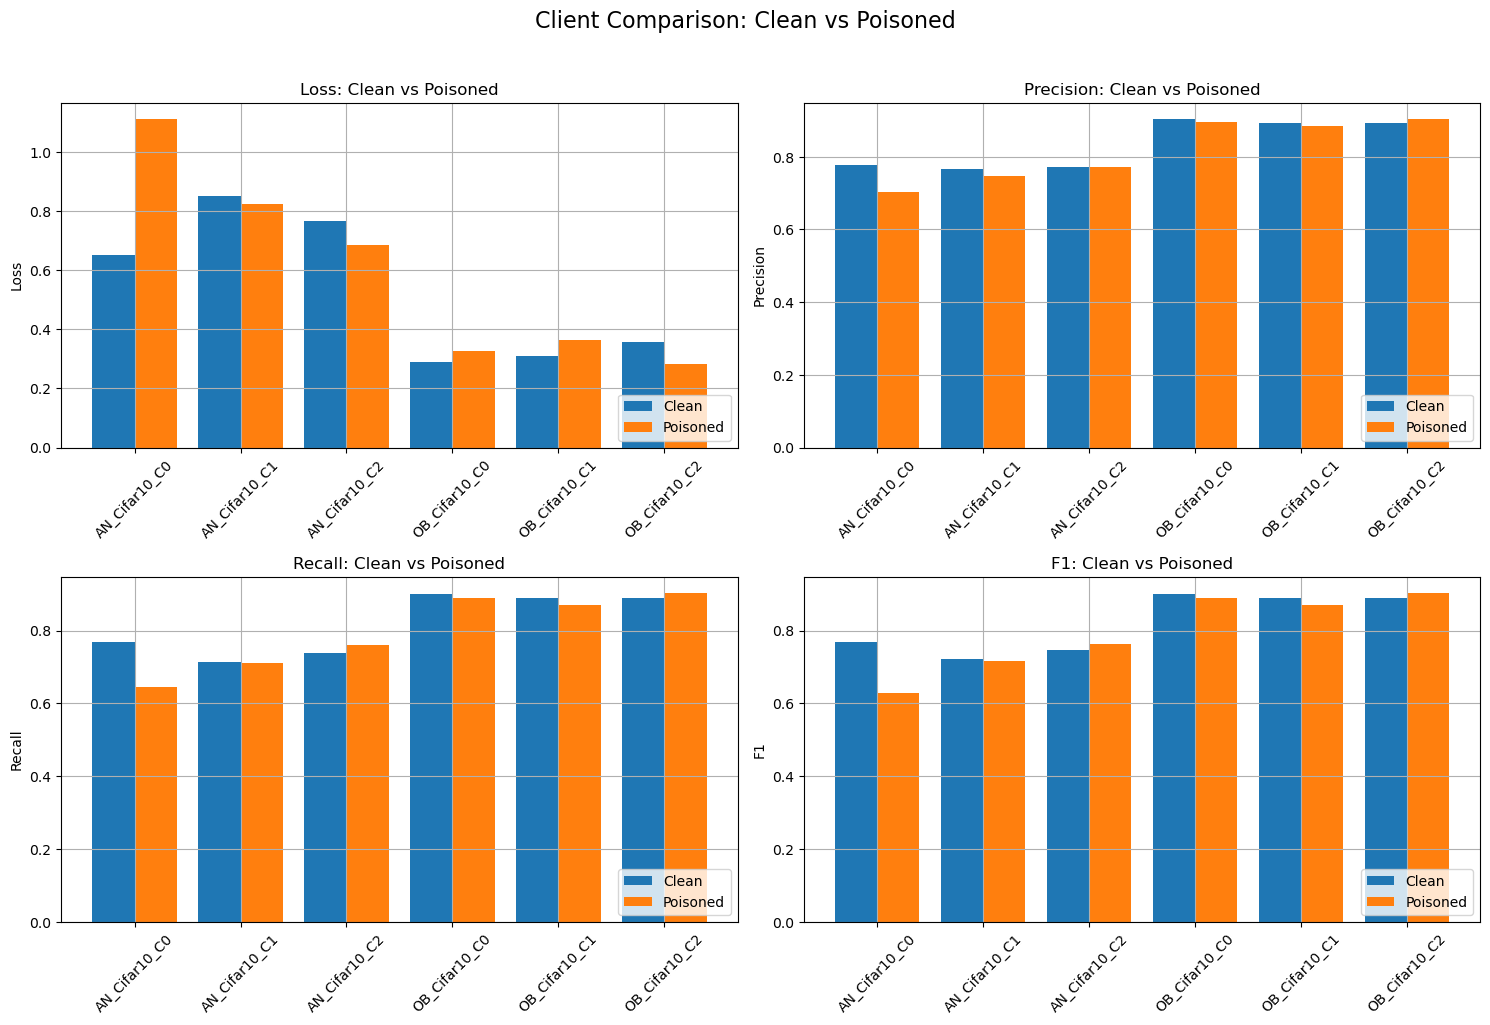 Client Comparison: Clean vs Poisoned
Loss: Clean vs Poisoned
Loss
1.0
0.8
0.6
0.4
0.2
0.0
Clean
Poisoned
AN_Cifar10_C0
AN_Cifar10_C1
AN_Cifar10_C2
OB_Cifar10_C0
OB_Cifar10_C1
OB_Cifar10_C2
Precision: Clean vs Poisoned
Precision
0.8
0.6
0.4
0.2
0.0
Clean
Poisoned
AN_Cifar10_C0
AN_Cifar10_C1
AN_Cifar10_C2
OB_Cifar10_C0
OB_Cifar10_C1
OB_Cifar10_C2
Recall: Clean vs Poisoned
Recall
0.8
0.6
0.4
0.2
0.0
Clean
Poisoned
AN_Cifar10_C0
AN_Cifar10_C1
AN_Cifar10_C2
OB_Cifar10_C0
OB_Cifar10_C1
OB_Cifar10_C2
F1: Clean vs Poisoned
F1
0.8
0.6
0.4
0.2
0.0
Clean
Poisoned
AN_Cifar10_C0
AN_Cifar10_C1
AN_Cifar10_C2
OB_Cifar10_C0
OB_Cifar10_C1
OB_Cifar10_C2